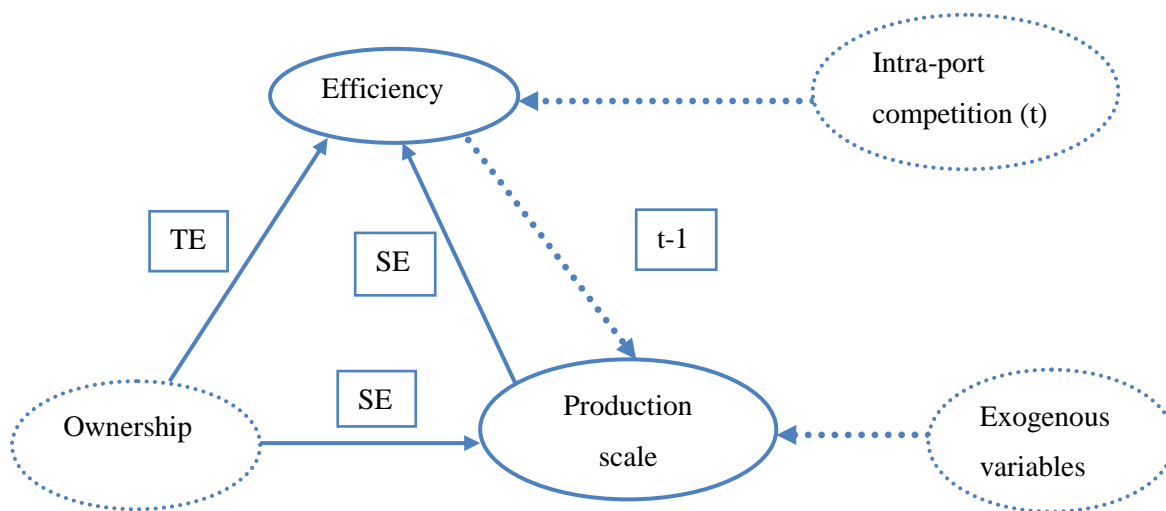 Efficiency
Intra-port
competition (t)
TE
SE
t-1
SE
Ownership
Production
scale
Exogenous
variables